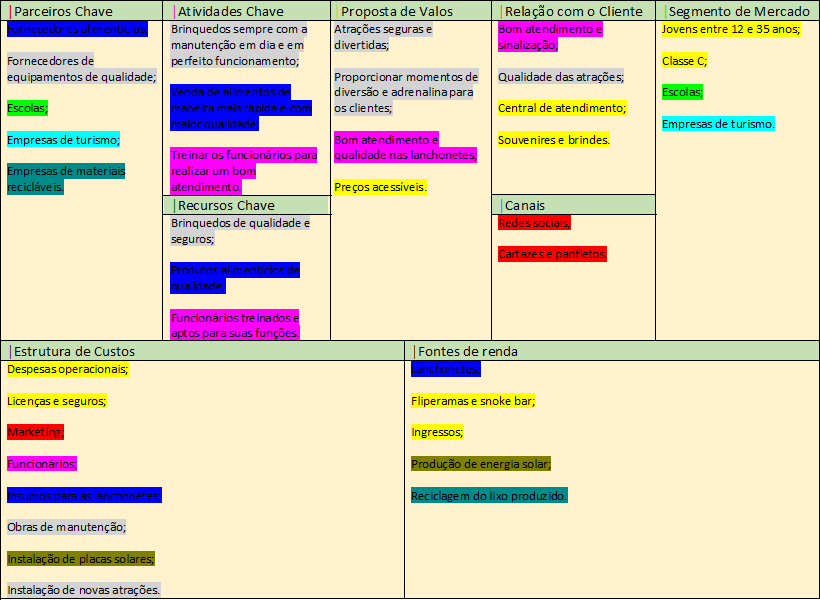 Parceiros Chave
Fornecedores alimentícios;
Fornecedores de
equipamentos de qualidade;
Escolas;
Empresas de turismo;
Empresas de materiais
recicláveis.
Atividades Chave
Brinquedos sempre com a
manutenção em dia e em
perfeito funcionamento;
Venda de alimentos de
maneira mais rápida e com
maior qualidade;
Treinar os funcionários para
realizar um bom
atendimento.
Recursos Chave
Brinquedos de qualidade e
seguros;
Produtos alimentícios de
qualidade;
Funcionários treinados e
aptos para suas funções.
Proposta de Valos
Atrações seguras e
divertidas;
Proporcionar momentos de
diversão e adrenalina para
os clientes;
Bom atendimento e
qualidade nas lanchonetes;
Preços acessíveis.
Relação com o Cliente
Bom atendimento e
sinalização;
Qualidade das atrações;
Central de atendimento;
Souvenires e brindes.
Canais
Redes sociais;
Cartazes e panfletos.
Segmento de Mercado
Jovens entre 12 e 35 anos;
Classe C;
Escolas;
Empresas de turismo.
Estrutura de Custos
Despesas operacionais;
Licenças e seguros;
Marketing;
Funcionários;
Insumos para as lanchonetes;
Obras de manutenção;
Instalação de placas solares;
Instalação de novas atrações.
Fontes de renda
Lanchonetes;
Fliperamas e snoke bar;
Ingressos;
Produção de energia solar;
Reciclagem do lixo produzido.